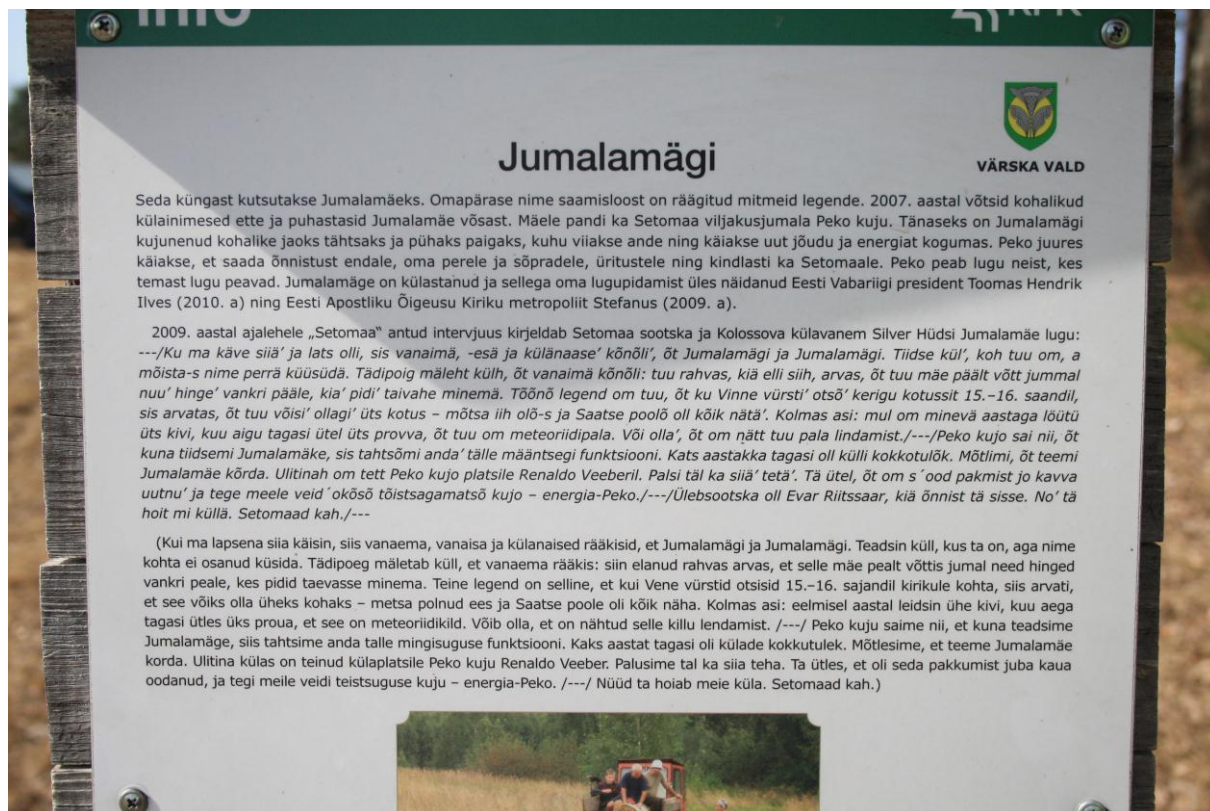 info
RMK
VÄRSKA VALD
Jumalamägi
Seda küngast kutsutakse Jumalamäeks. Omapärase nime saamisloost on räägitud mitmeid legende. 2007. aastal võtsid kohalikud
külainimesed ette ja puhastasid Jumalamäe võsast. Mäele pandi ka Setomaa viljakusjumala Peko kuju. Tänaseks on Jumalamägi
kujunenud kohalike jaoks tähtsaks ja pühaks paigaks, kuhu viiakse ande ning käiakse uut jõudu ja energiat kogumas. Peko juures
käiakse, et saada õnnistust endale, oma perele ja sõpradele, üritustele ning kindlasti ka Setomaale. Peko peab lugu neist, kes
temast lugu peavad. Jumalamäge on külastanud ja sellega oma lugupidamist üles näidanud Eesti Vabariigi president Toomas Hendrik
Ilves (2010. a) ning Eesti Apostliku Õigeusu Kiriku metropoliit Stefanus (2009. a).
2009. aastal ajalehele „Setomaa" antud intervjuus kirjeldab Setomaa sootska ja Kolossova külavanem Silver Hüdsi Jumalamäe lugu:
---/Ku ma käve siiä' ja lats olli, sis vanaimä, -esä ja külänaase' kõnõli', õt Jumalamägi ja Jumalamägi. Tiidse kül', koh tuu om, a
mõista-s nime perrä küüsüdä. Tädipoig mäleht külh, õt vanaimä kõnõli: tuu rahvas, kiä elli siih, arvas, õt tuu mäe päält võtt jummal
nuu' hinge' vankri pääle, kia' pidi' taivahe minemä. Tõõnõ legend om tuu, õt ku Vinne vürsti' otsõ' kerigu kotussit 15.–16. saandil,
sis arvatas, õt tuu võisi' ollagi' üts kotus – mõtsa iih olõ-s ja Saatse poolõ oll kõik nätä'. Kolmas asi: mul om minevä aastaga löütü
üts kivi, kuu aigu tagasi ütel üts provva, õt tuu om meteoriidipala. Või olla', õt om nätt tuu pala lindamist./---/Peko kujo sai nii, õt
kuna tiidsemi Jumalamäke, sis tahtsõmi anda' tälle määntsegi funktsiooni. Kats aastakka tagasi oll külli kokkotulõk. Mõtlimi, õt teemi
Jumalamäe kõrda. Ulitinah om tett Peko kujo platsile Renaldo Veeberil. Palsi täl ka siiä' tetä'. Tä ütel, õt om s´ood pakmist jo kavva
uutnu' ja tege meele veid´okõsõ tõistsagamatsõ kujo – energia-Peko./---/Ülebsootska oll Evar Riitssaar, kiä õnnist tä sisse. No' tä
hoit mi küllä. Setomaad kah./---
(Kui ma lapsena siia käisin, siis vanaema, vanaisa ja külanaised rääkisid, et Jumalamägi ja Jumalamägi. Teadsin küll, kus ta on, aga nime
kohta ei osanud küsida. Tädipoeg mäletab küll, et vanaema rääkis: siin elanud rahvas arvas, et selle mäe pealt võttis jumal need hinged
vankri peale, kes pidid taevasse minema. Teine legend on selline, et kui Vene vürstid otsisid 15.–16. sajandil kirikule kohta, siis arvati,
et see võiks olla üheks kohaks – metsa polnud ees ja Saatse poole oli kõik näha. Kolmas asi: eelmisel aastal leidsin ühe kivi, kuu aega
tagasi ütles üks proua, et see on meteoriidikild. Võib olla, et on nähtud selle killu lendamist. /---/ Peko kuju saime nii, et kuna teadsime
Jumalamäge, siis tahtsime anda talle mingisuguse funktsiooni. Kaks aastat tagasi oli külade kokkutulek. Mõtlesime, et teeme Jumalamäe
korda. Ulitina külas on teinud külaplatsile Peko kuju Renaldo Veeber. Palusime tal ka siia teha. Ta ütles, et oli seda pakkumist juba kaua
oodanud, ja tegi meile veidi teistsuguse kuju – energia-Peko. /---/ Nüüd ta hoiab meie küla. Setomaad kah.)